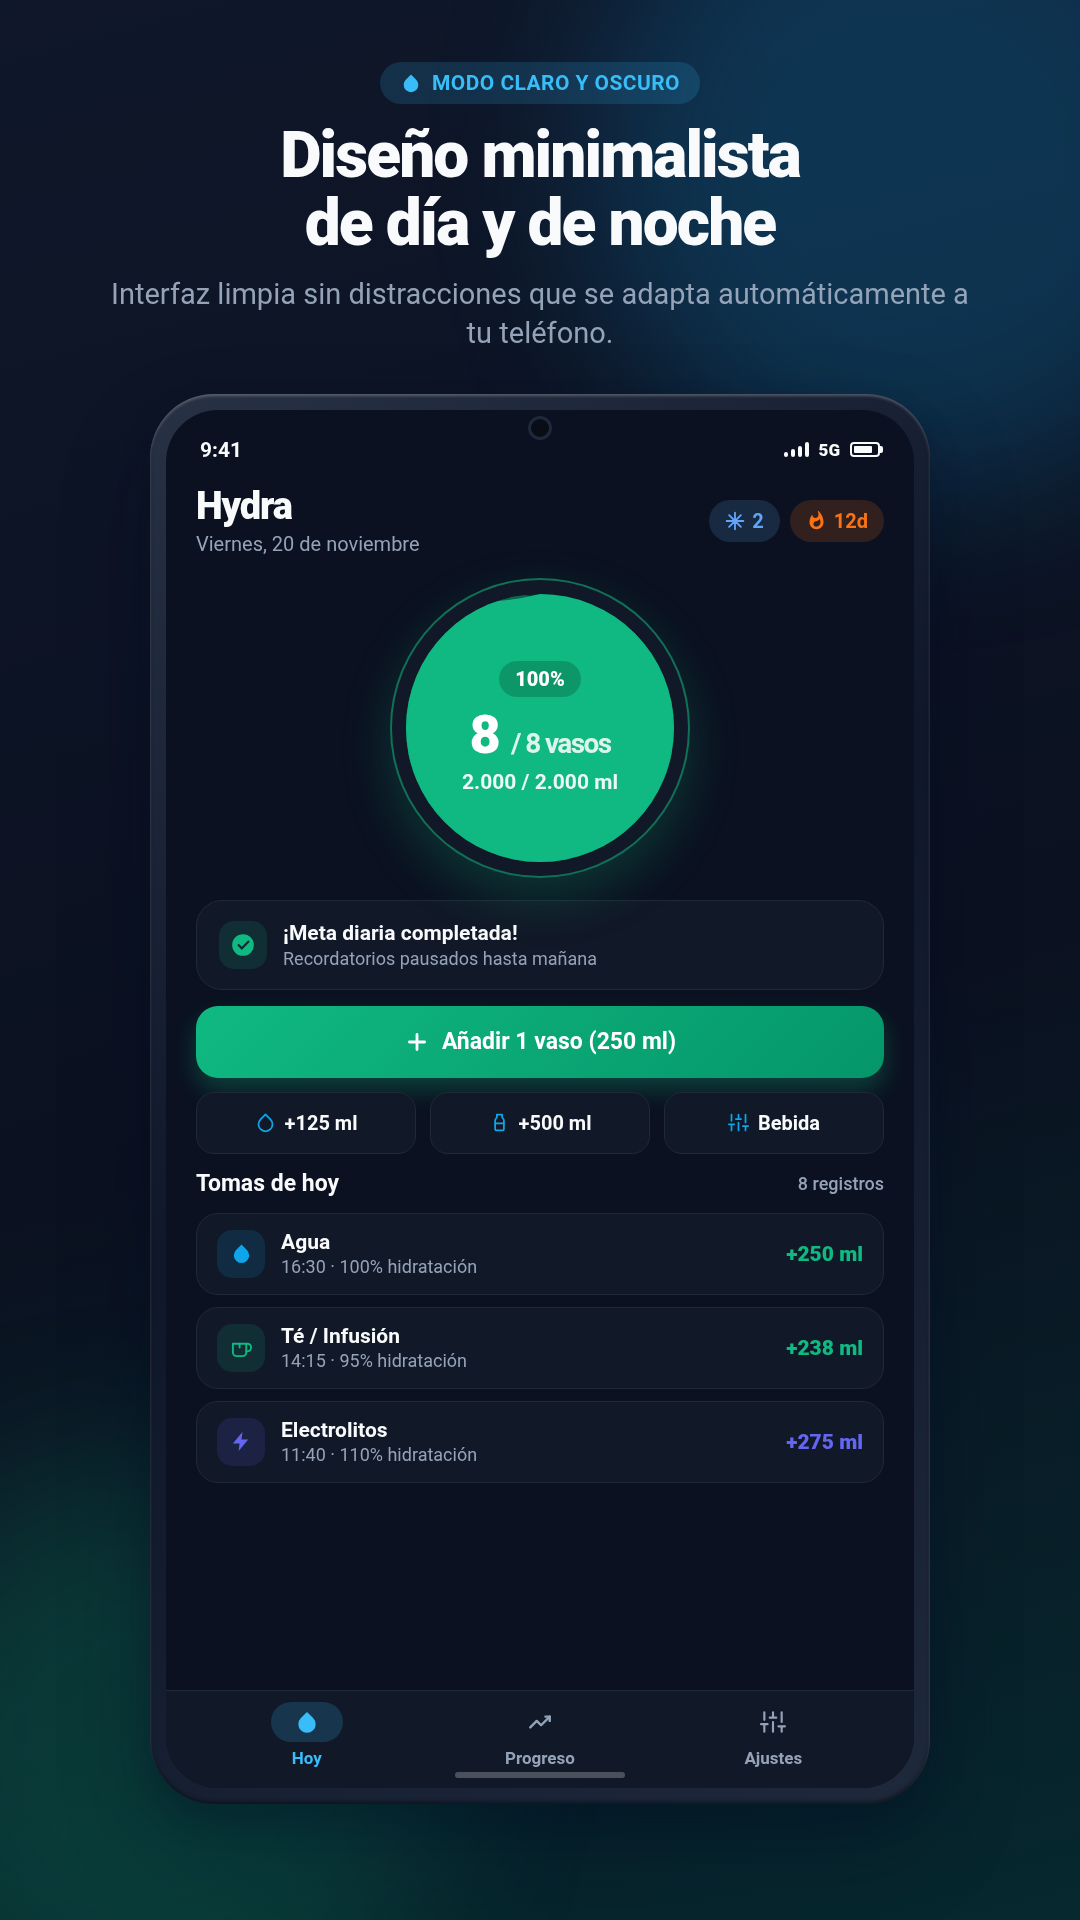 MODO CLARO Y OSCURO
Diseño minimalista
de día y de noche
Interfaz limpia sin distracciones que se adapta automáticamente a
tu teléfono.
9:41
5G
Hydra
Viernes, 20 de noviembre
2
12d
100%
8 / 8 vasos
2.000 / 2.000 ml
¡Meta diaria completada!
Recordatorios pausados hasta mañana
+ Añadir 1 vaso (250 ml)
+125 ml
+500 ml
Bebida
Tomas de hoy
8 registros
Agua
16:30 · 100% hidratación
+250 ml
Té / Infusión
14:15 · 95% hidratación
+238 ml
Electrolitos
11:40 · 110% hidratación
+275 ml
Hoy
Progreso
Ajustes